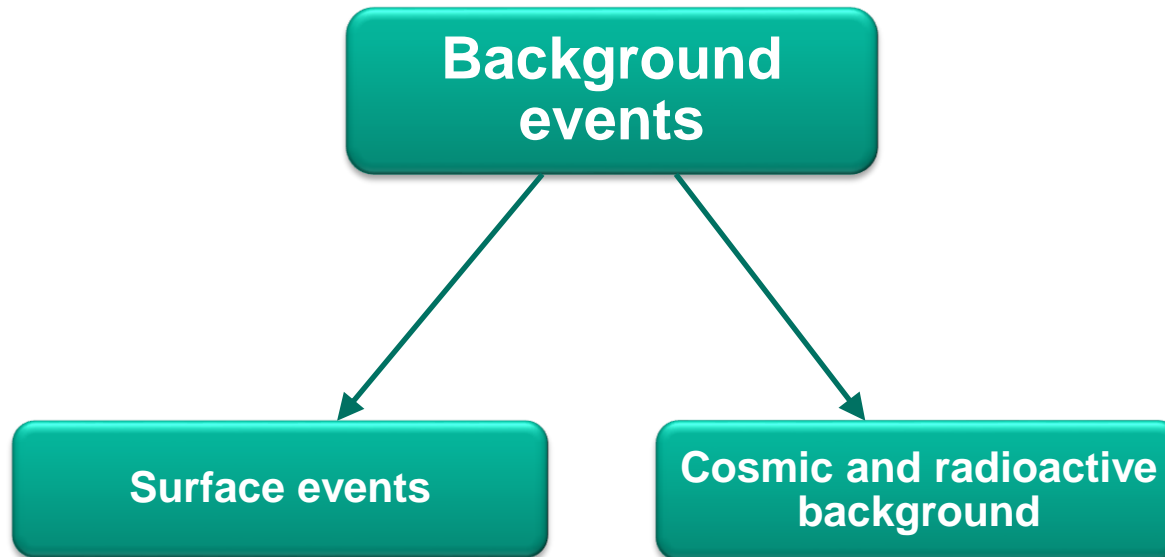 Background
events
Surface events
Cosmic and radioactive
background